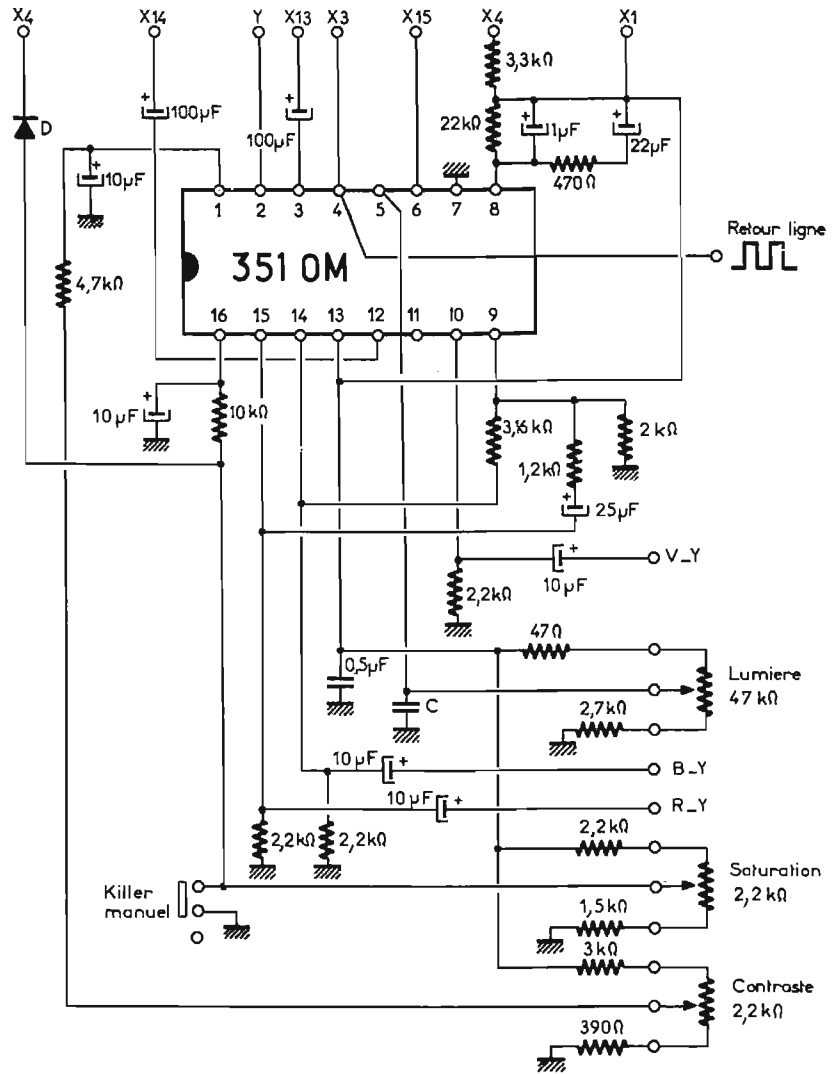 X4 X14 Y X13 X3 X15 X4 X1
3,3kΩ
D
+ 100µF
+ 100µF
22kΩ
+ 1µF
+ 22µF
470Ω
+ 10µF
1 2 3 4 5 6 7 8
Retour ligne
4,7kΩ
351 OM
16 15 14 13 12 11 10 9
+ 10µF
10kΩ
3,16kΩ
1,2kΩ
2kΩ
+ 25µF
V_Y
+ 10µF
2,2kΩ
47Ω
0,5µF
Lumiere
47kΩ
C
2,7kΩ
10µF +
B_Y
10µF +
R_Y
2,2kΩ
2,2kΩ
2,2kΩ
Killer
manuel
Saturation
2,2kΩ
1,5kΩ
3kΩ
Contraste
2,2kΩ
390Ω